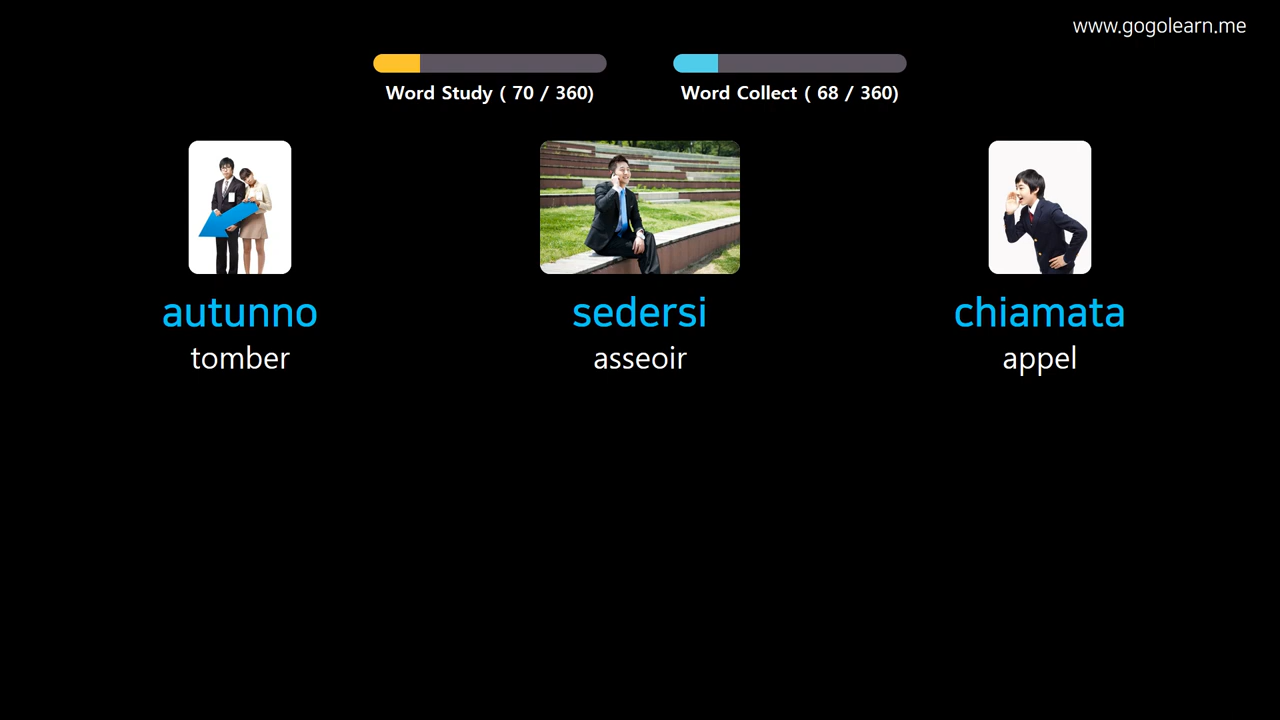 www.gogolearn.me
Word Study ( 70 / 360)
Word Collect ( 68 / 360)
autunno
tomber
sedersi
asseoir
chiamata
appel